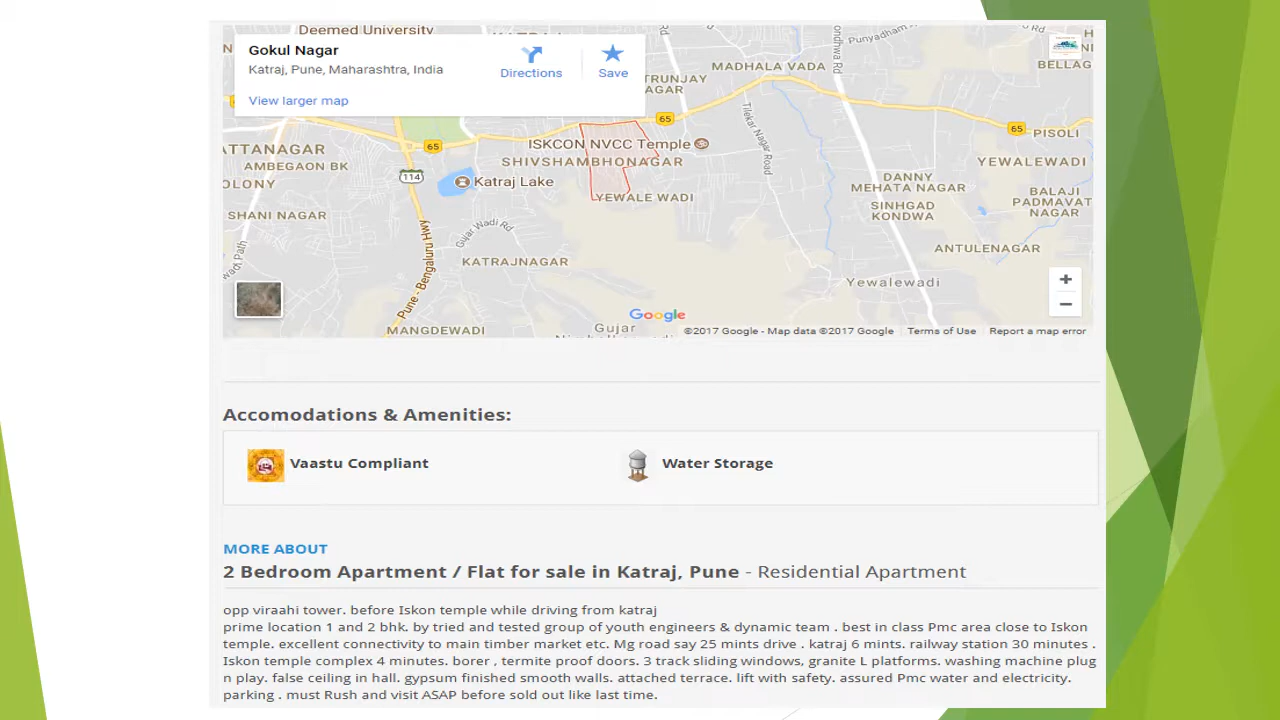 Deemed University
Gokul Nagar
Katraj, Pune, Maharashtra, India
Directions
Save
View larger map
MADHALA VADA
Punyadham
BELLAG
TRUNJAY
AGAR
65
65
65
PISOLI
ISKCON NVCC Temple
SHIVSHAMBHONAGAR
Tilekar Nagar Road
ATTANAGAR
AMBEGAON BK
OLONY
114
Katraj Lake
YEWALE WADI
YEWALEWADI
DANNY
MEHATA NAGAR
BALAJI
PADMAVAT
NAGAR
SINHGAD
KONDWA
SHANI NAGAR
Gujar Wadi Rd
Pune - Bengaluru Hwy
KATRAJNAGAR
ANTULENAGAR
Yewalewadi
wadi Path
MANGDEWADI
Gujar
Google
©2017 Google - Map data ©2017 Google
Terms of Use
Report a map error
Accomodations & Amenities:
Vaastu Compliant
Water Storage
MORE ABOUT
2 Bedroom Apartment / Flat for sale in Katraj, Pune - Residential Apartment
opp viraahi tower. before Iskon temple while driving from katraj
prime location 1 and 2 bhk. by tried and tested group of youth engineers & dynamic team . best in class Pmc area close to Iskon
temple. excellent connectivity to main timber market etc. Mg road say 25 mints drive . katraj 6 mints. railway station 30 minutes .
Iskon temple complex 4 minutes. borer , termite proof doors. 3 track sliding windows, granite L platforms. washing machine plug
n play. false ceiling in hall. gypsum finished smooth walls. attached terrace. lift with safety. assured Pmc water and electricity.
parking . must Rush and visit ASAP before sold out like last time.